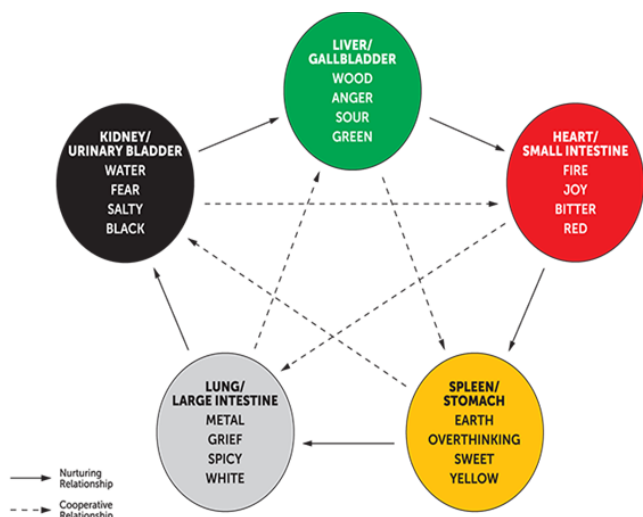 LIVER/
GALLBLADDER
WOOD
ANGER
SOUR
GREEN
KIDNEY/
URINARY BLADDER
WATER
FEAR
SALTY
BLACK
HEART/
SMALL INTESTINE
FIRE
JOY
BITTER
RED
LUNG/
LARGE INTESTINE
METAL
GRIEF
SPICY
WHITE
SPLEEN/
STOMACH
EARTH
OVERTHINKING
SWEET
YELLOW
Nurturing
Relationship
Cooperative
Relationship